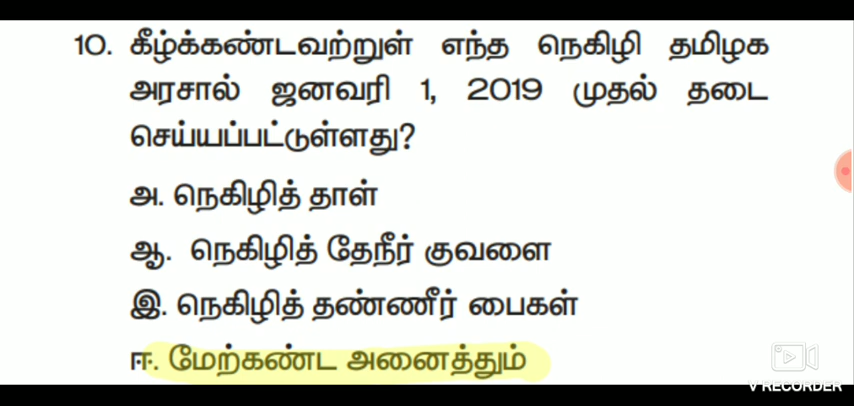 10. கீழ்க்கண்டவற்றுள் எந்த நெகிழி தமிழக
அரசால் ஜனவரி 1, 2019 முதல் தடை
செய்யப்பட்டுள்ளது?
அ. நெகிழித் தாள்
ஆ. நெகிழித் தேநீர் குவளை
இ. நெகிழித் தண்ணீர் பைகள்
ஈ. மேற்கண்ட அனைத்தும்
V RECORDER